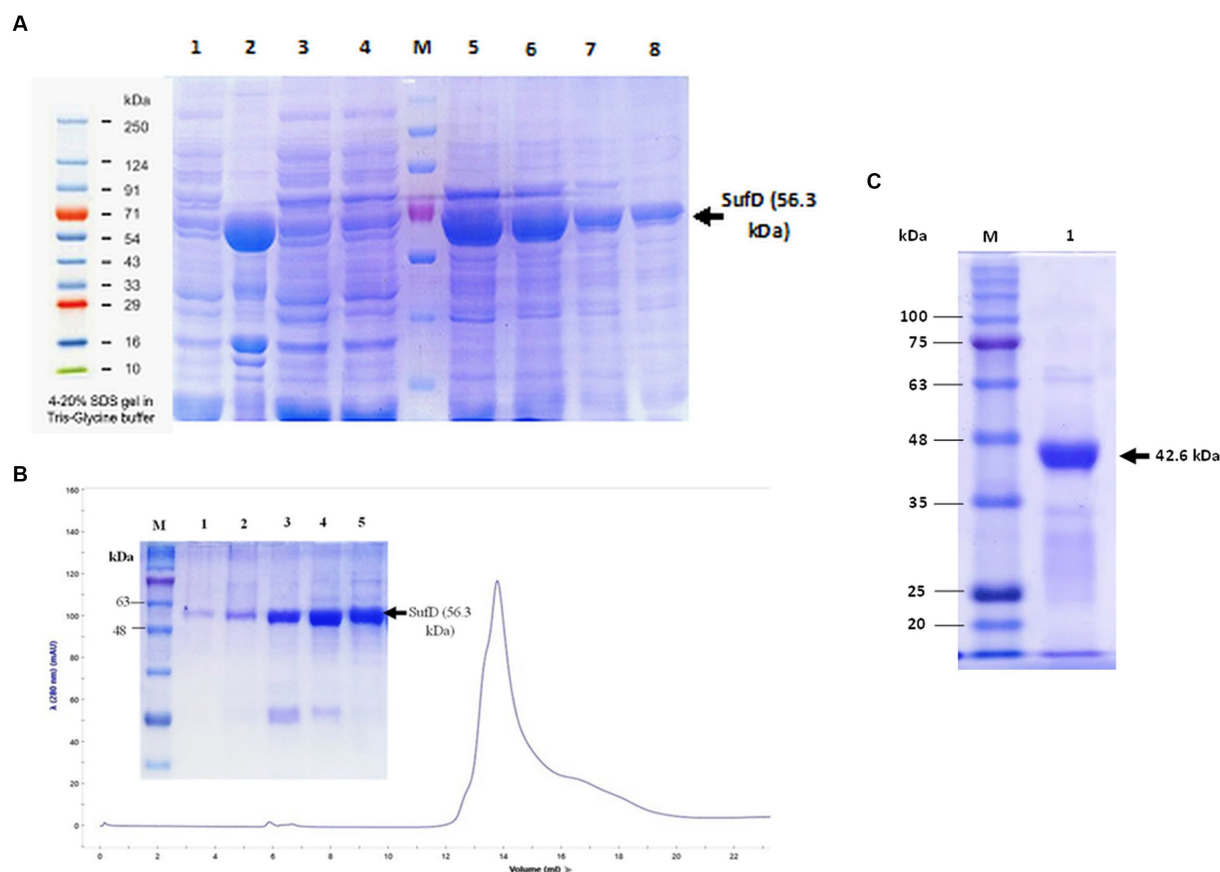 A
1 2 3 4 M 5 6 7 8
kDa
250
124
91
71
54
43
33
29
16
10
4-20% SDS gel in
Tris-Glycine buffer
SufD (56.3
kDa)
B
160
140
120
100
80
60
40
20
0
λ (280 nm) (mAU)
M 1 2 3 4 5
kDa
63
48
SufD (56.3
kDa)
0 2 4 6 8 10 12 14 16 18 20 22
Volume (ml) >
C
kDa M 1
100
75
63
48
35
25
20
42.6 kDa